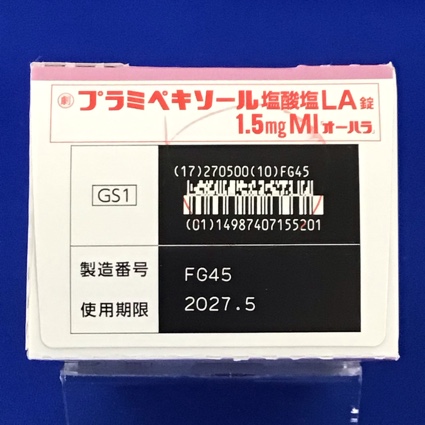 劇 プラミペキソール塩酸塩LA錠
1.5mg MI オーハラ
(17)270500(10)FG45
GS1
(01)14987407155201
製造番号 FG45
使用期限 2027.5